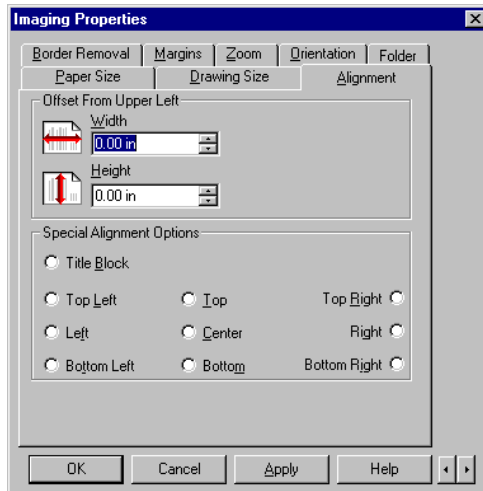 Imaging Properties
Border Removal Margins Zoom Orientation Folder
Paper Size Drawing Size Alignment
Offset From Upper Left
Width
0.00 in
Height
0.00 in
Special Alignment Options
Title Block
Top Left Top Top Right
Left Center Right
Bottom Left Bottom Bottom Right
OK Cancel Apply Help